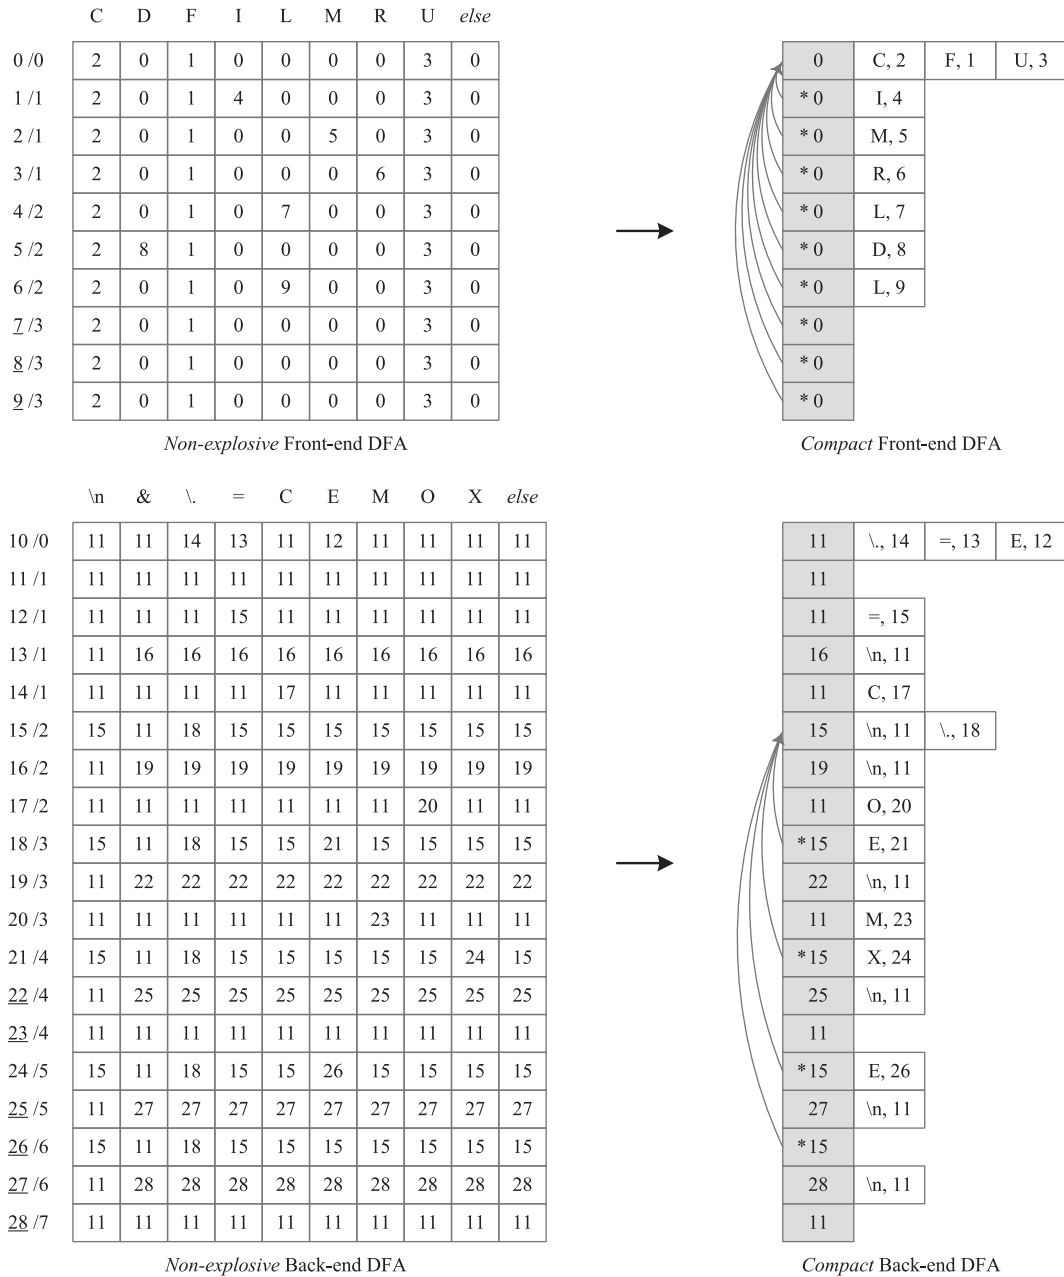 C D F I L M R U else
0 /0 2 0 1 0 0 0 0 3 0 0 C, 2 F, 1 U, 3
1 /1 2 0 1 4 0 0 0 3 0 * 0 I, 4
2 /1 2 0 1 0 0 5 0 3 0 * 0 M, 5
3 /1 2 0 1 0 0 0 6 3 0 * 0 R, 6
4 /2 2 0 1 0 7 0 0 3 0 * 0 L, 7
5 /2 2 8 1 0 0 0 0 3 0 * 0 D, 8
6 /2 2 0 1 0 9 0 0 3 0 * 0 L, 9
7 /3 2 0 1 0 0 0 0 3 0 * 0
8 /3 2 0 1 0 0 0 0 3 0 * 0
9 /3 2 0 1 0 0 0 0 3 0 * 0
Non-explosive Front-end DFA Compact Front-end DFA
\n & \. = C E M O X else
10 /0 11 11 14 13 11 12 11 11 11 11 11 \., 14 =, 13 E, 12
11 /1 11 11 11 11 11 11 11 11 11 11 11
12 /1 11 11 11 15 11 11 11 11 11 11 11 =, 15
13 /1 11 16 16 16 16 16 16 16 16 16 16 \n, 11
14 /1 11 11 11 11 17 11 11 11 11 11 11 C, 17
15 /2 15 11 18 15 15 15 15 15 15 15 15 \n, 11 \., 18
16 /2 11 19 19 19 19 19 19 19 19 19 19 \n, 11
17 /2 11 11 11 11 11 11 11 20 11 11 11 O, 20
18 /3 15 11 18 15 15 21 15 15 15 15 *15 E, 21
19 /3 11 22 22 22 22 22 22 22 22 22 22 \n, 11
20 /3 11 11 11 11 11 11 23 11 11 11 11 M, 23
21 /4 15 11 18 15 15 15 15 15 24 15 *15 X, 24
22 /4 11 25 25 25 25 25 25 25 25 25 25 \n, 11
23 /4 11 11 11 11 11 11 11 11 11 11 11
24 /5 15 11 18 15 15 26 15 15 15 15 *15 E, 26
25 /5 11 27 27 27 27 27 27 27 27 27 27 \n, 11
26 /6 15 11 18 15 15 15 15 15 15 15 *15
27 /6 11 28 28 28 28 28 28 28 28 28 28 \n, 11
28 /7 11 11 11 11 11 11 11 11 11 11 11
Non-explosive Back-end DFA Compact Back-end DFA